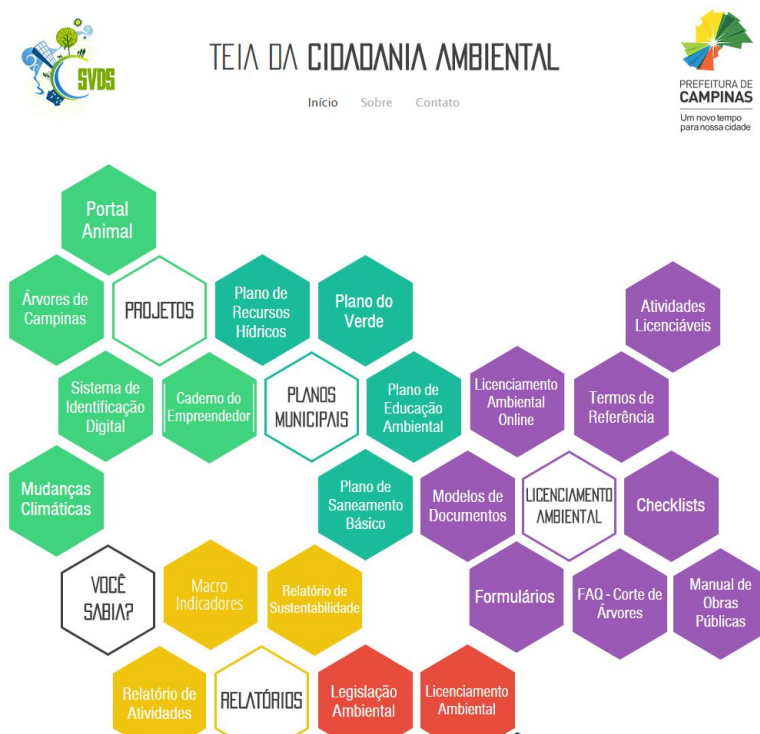 SVDS
TEIA DA CIDADANIA AMBIENTAL
Início Sobre Contato
PREFEITURA DE
CAMPINAS
Um novo tempo
para nossa cidade
Portal
Animal
Árvores de
Campinas
PROJETOS
Plano de
Recursos
Hídricos
Plano do
Verde
Atividades
Licenciáveis
Sistema de
Identificação
Digital
Caderno do
Empreendedor
PLANOS
MUNICIPAIS
Plano de
Educação
Ambiental
Licenciamento
Ambiental
Online
Termos de
Referência
Mudanças
Climáticas
Plano de
Saneamento
Básico
Modelos de
Documentos
LICENCIAMENTO
AMBIENTAL
Checklists
VOCÊ
SABIA?
Macro
Indicadores
Relatório de
Sustentabilidade
Formulários
FAQ - Corte de
Árvores
Manual de
Obras
Públicas
Relatório de
Atividades
RELATÓRIOS
Legislação
Ambiental
Licenciamento
Ambiental